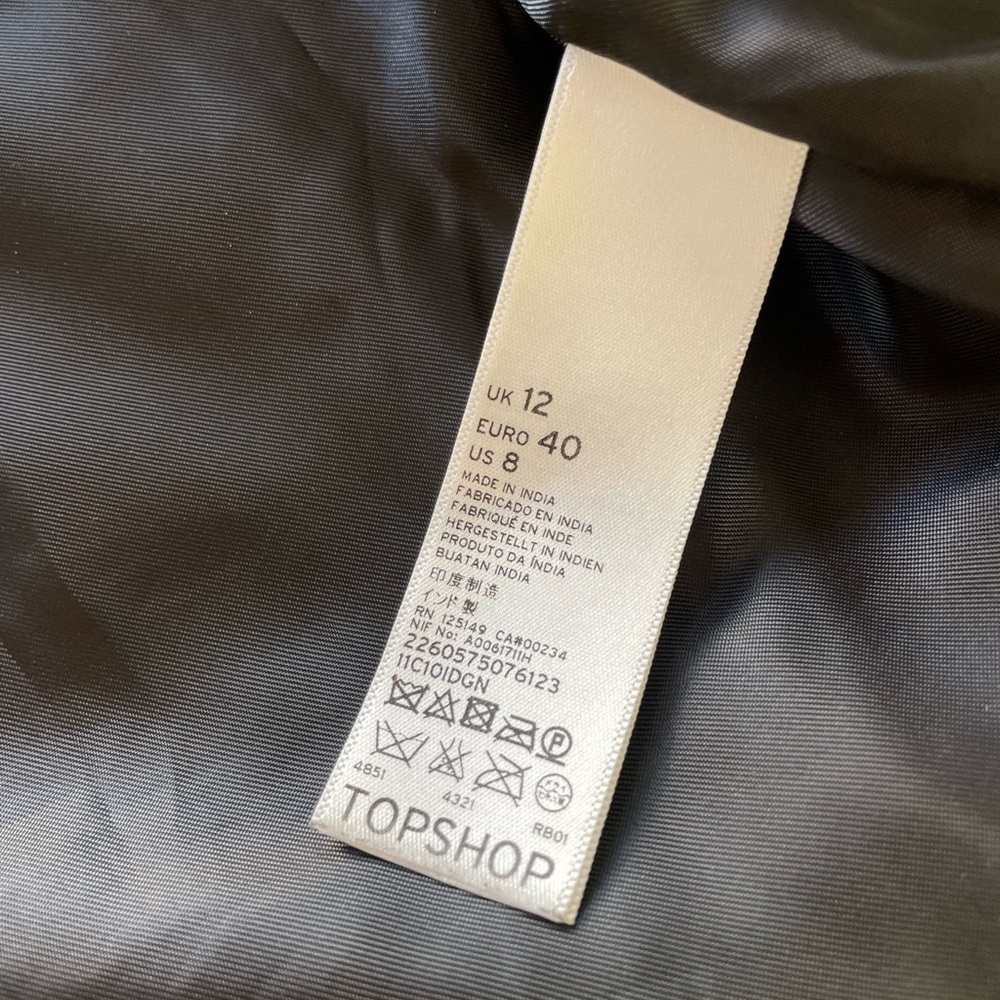 UK 12
EURO 40
US 8
MADE IN INDIA
FABRICADO EN INDIA
FABRIQUÉ EN INDE
HERGESTELLT IN INDIEN
PRODUTO DA ÍNDIA
BUATAN INDIA
印度制造
インド製
RN 125149 CA#00234
NIF No: A0061711H
2260575076123
11C10IDGN
P
4851
4321
RB01
TOPSHOP